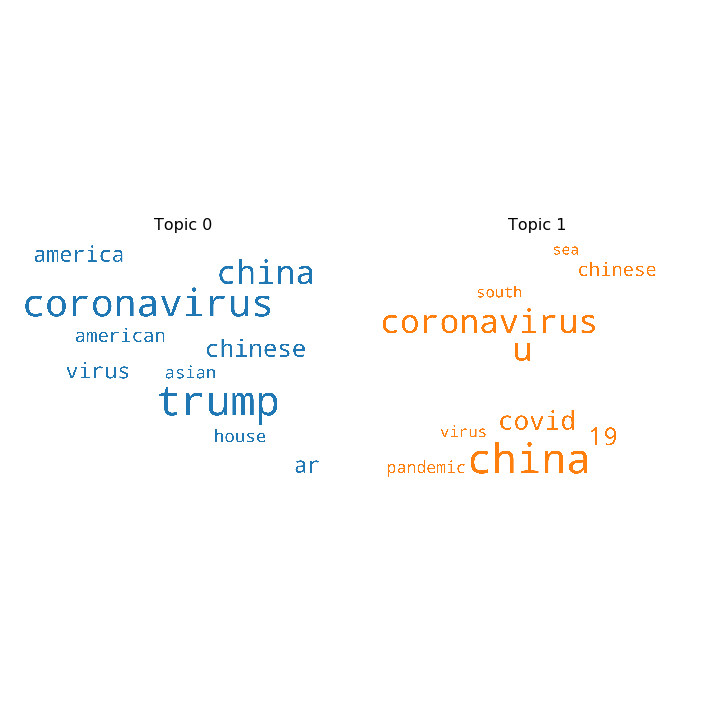 Topic 0
america
china
coronavirus
american
chinese
virus
asian
trump
house
ar
Topic 1
sea
chinese
south
coronavirus
u
covid
virus
19
china
pandemic